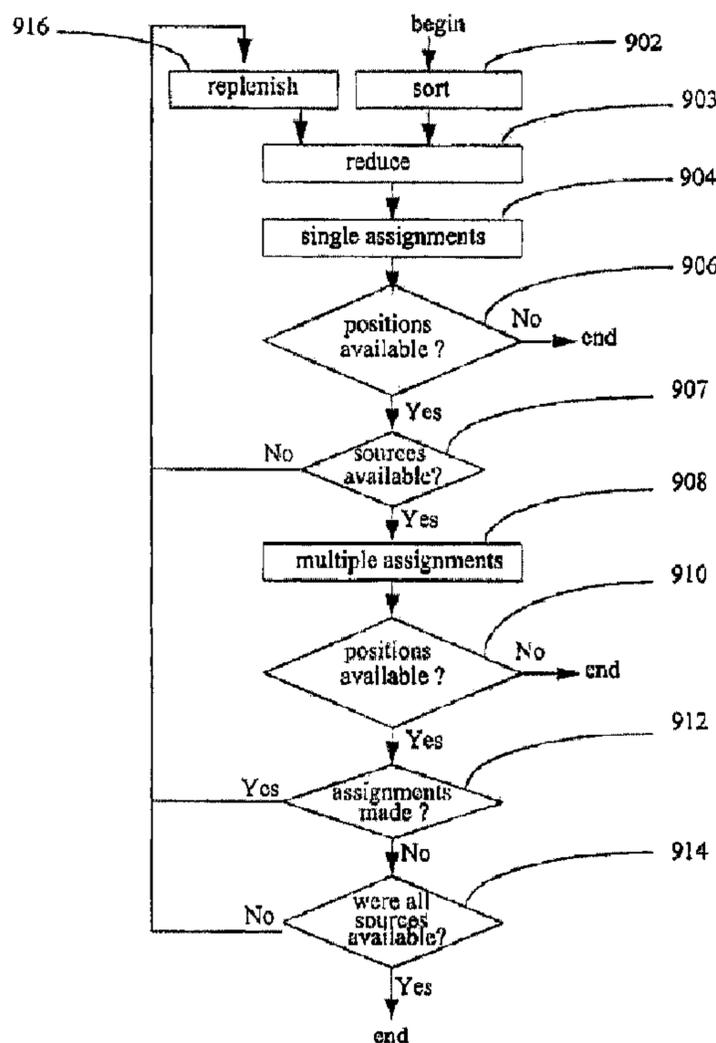 916
begin
902
replenish
sort
903
reduce
904
single assignments
906
positions
available ?
No
end
Yes
907
No
sources
available?
908
Yes
multiple assignments
910
positions
available ?
No
end
912
Yes
Yes
assignments
made ?
No
914
were all
sources
available?
No
Yes
end